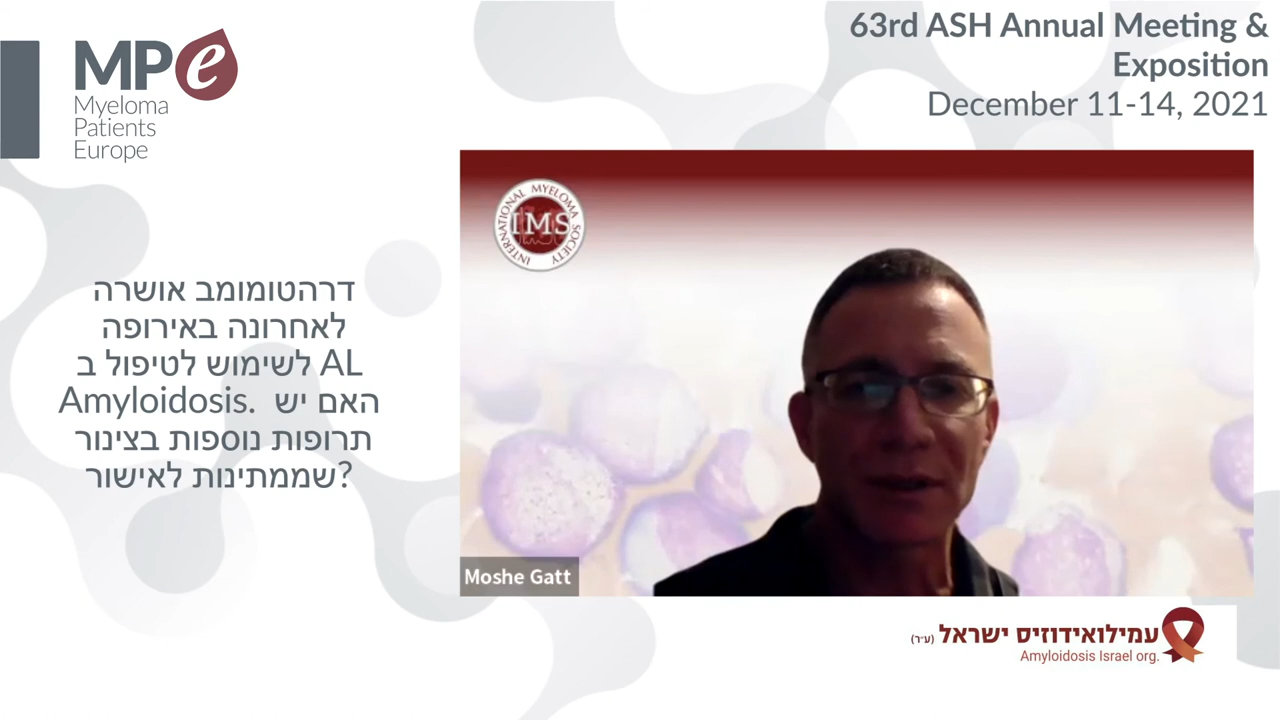 MPe
Myeloma
Patients
Europe
63rd ASH Annual Meeting &
Exposition
December 11-14, 2021
INTERNATIONAL MYELOMA SOCIETY
IMS
דרהטומומב אושרה
לאחרונה באירופה
לשימוש לטיפול ב AL
Amyloidosis. האם יש
תרופות נוספות בצינור
שממתינות לאישור?
Moshe Gatt
עמילואידוזיס ישראל (ע״ר)
Amyloidosis Israel org.